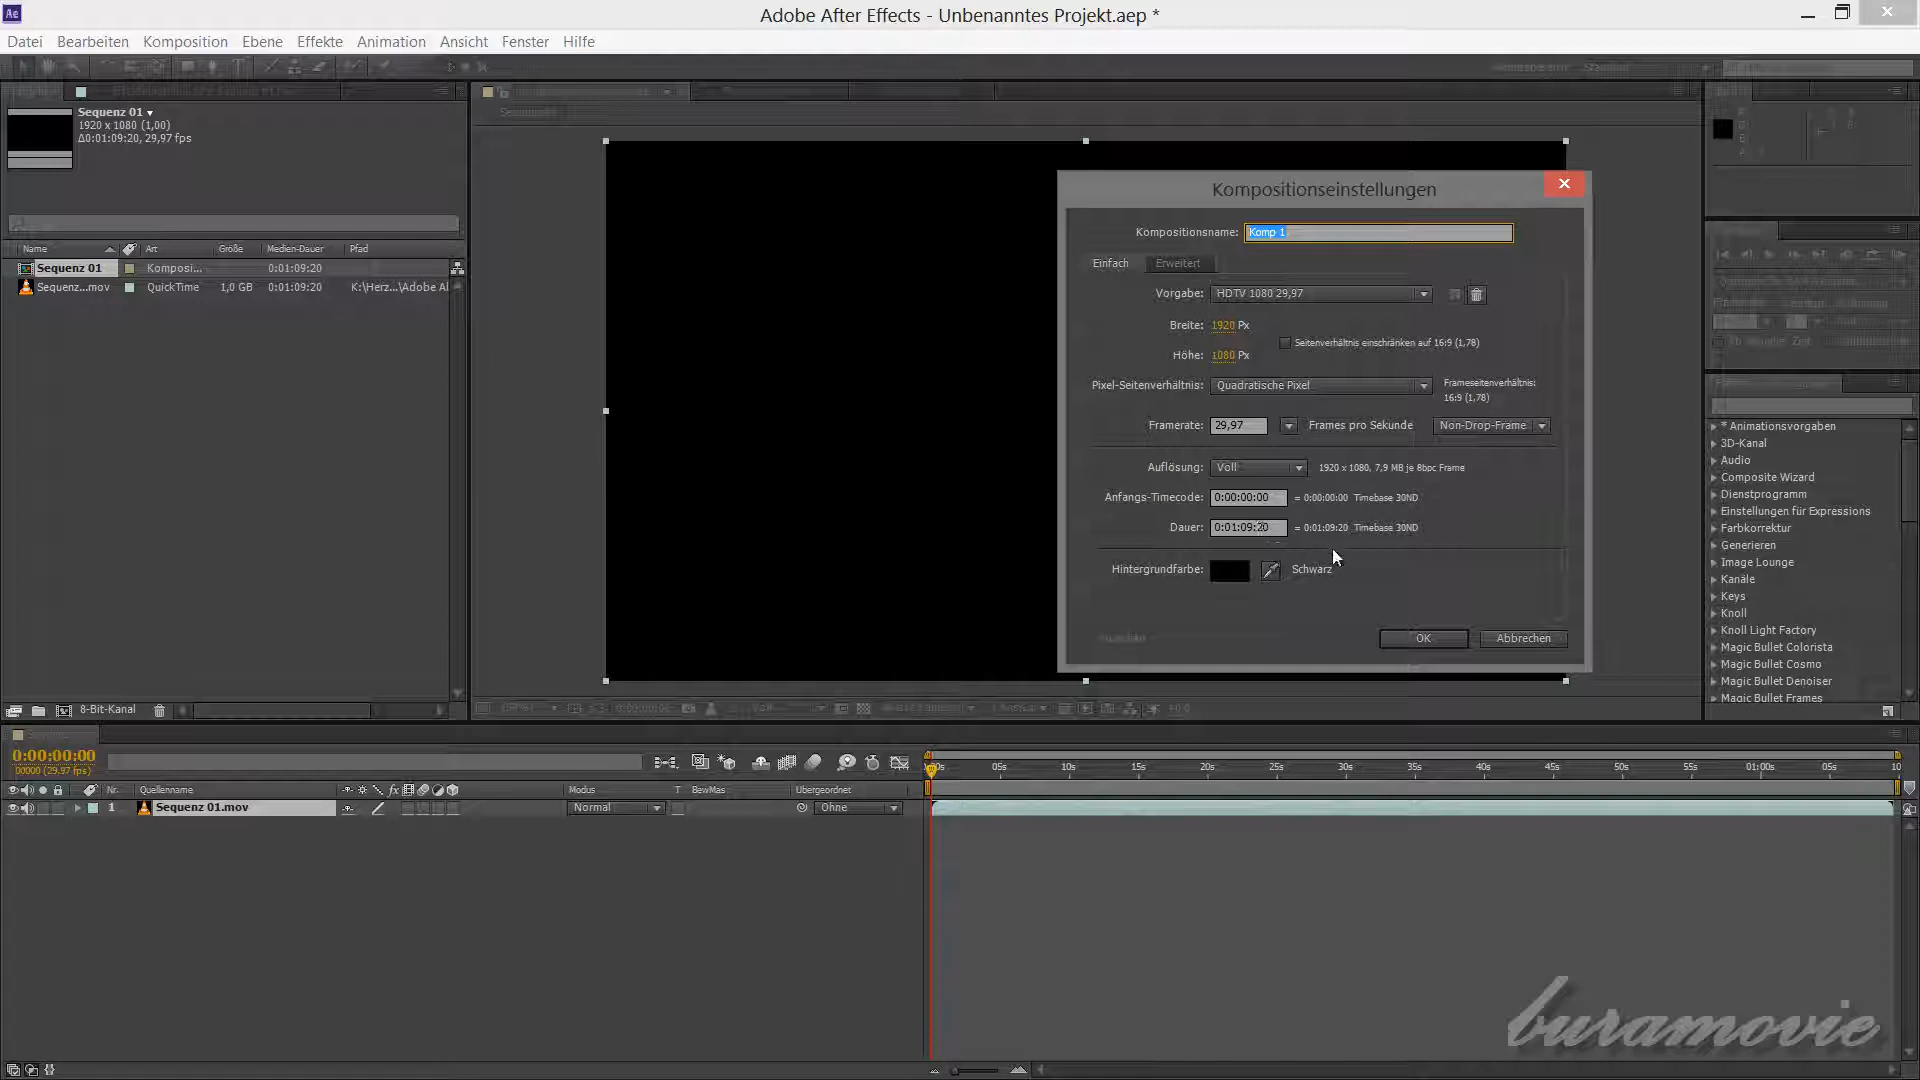 Ae
Adobe After Effects - Unbenanntes Projekt.aep *
Datei Bearbeiten Komposition Ebene Effekte Animation Ansicht Fenster Hilfe
Sequenz 01
1920 x 1080 (1,00)
Δ0:01:09:20, 29,97 fps
Name Art Größe Medien-Dauer Pfad
Sequenz 01 Komposi... 0:01:09:20
Sequenz...mov QuickTime 1,0 GB 0:01:09:20 K:\Herz...\Adobe A
8-Bit-Kanal
Kompositionseinstellungen
Kompositionsname: Komp 1
Einfach Erweitert
Vorgabe: HDTV 1080 29,97
Breite: 1920 Px
Seitenverhältnis einschränken auf 16:9 (1,78)
Höhe: 1080 Px
Pixel-Seitenverhältnis: Quadratische Pixel
Frameseitenverhältnis:
16:9 (1,78)
Framerate: 29,97 Frames pro Sekunde Non-Drop-Frame
Auflösung: Voll 1920 x 1080, 7,9 MB je 8bpc Frame
Anfangs-Timecode: 0:00:00:00 = 0:00:00:00 Timebase 30ND
Dauer: 0:01:09:20 = 0:01:09:20 Timebase 30ND
Hintergrundfarbe: Schwarz
OK Abbrechen
* Animationsvorgaben
3D-Kanal
Audio
Composite Wizard
Dienstprogramm
Einstellungen für Expressions
Farbkorrektur
Generieren
Image Lounge
Kanäle
Keys
Knoll
Knoll Light Factory
Magic Bullet Colorista
Magic Bullet Cosmo
Magic Bullet Denoiser
Magic Bullet Frames
0:00:00:00
00000 (29.97 fps)
05s 10s 15s 20s 25s 30s 35s 40s 45s 50s 55s 01:00s 05s 10
Nr. Quellenname fx Modus T BewMas Übergeordnet
1 Sequenz 01.mov Normal Ohne
buramovie